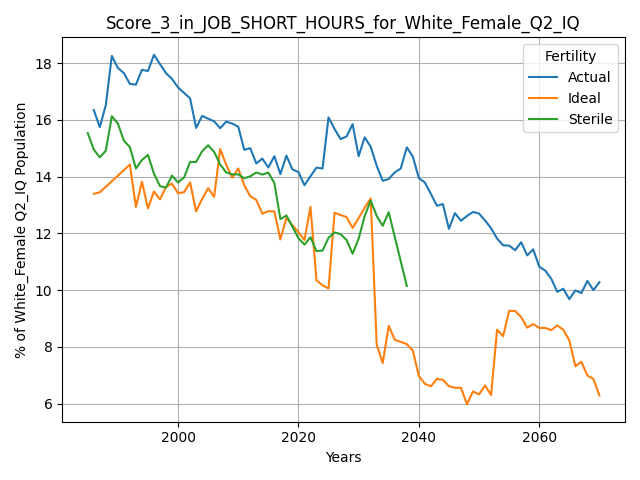 Score_3_in_JOB_SHORT_HOURS_for_White_Female_Q2_IQ
% of White_Female Q2_IQ Population
18
16
14
12
10
8
6
Fertility
Actual
Ideal
Sterile
2000
2020
2040
2060
Years